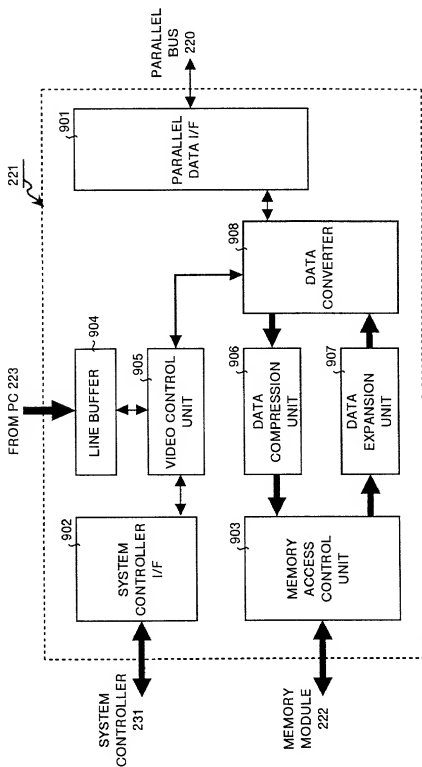 221
PARALLEL
BUS
220
901
PARALLEL
DATA I/F
FROM PC 223
904
LINE BUFFER
905
VIDEO CONTROL
UNIT
908
DATA
CONVERTER
906
DATA
COMPRESSION
UNIT
907
DATA
EXPANSION
UNIT
902
SYSTEM
CONTROLLER
I/F
903
MEMORY
ACCESS
CONTROL
UNIT
SYSTEM
CONTROLLER
231
MEMORY
MODULE
222